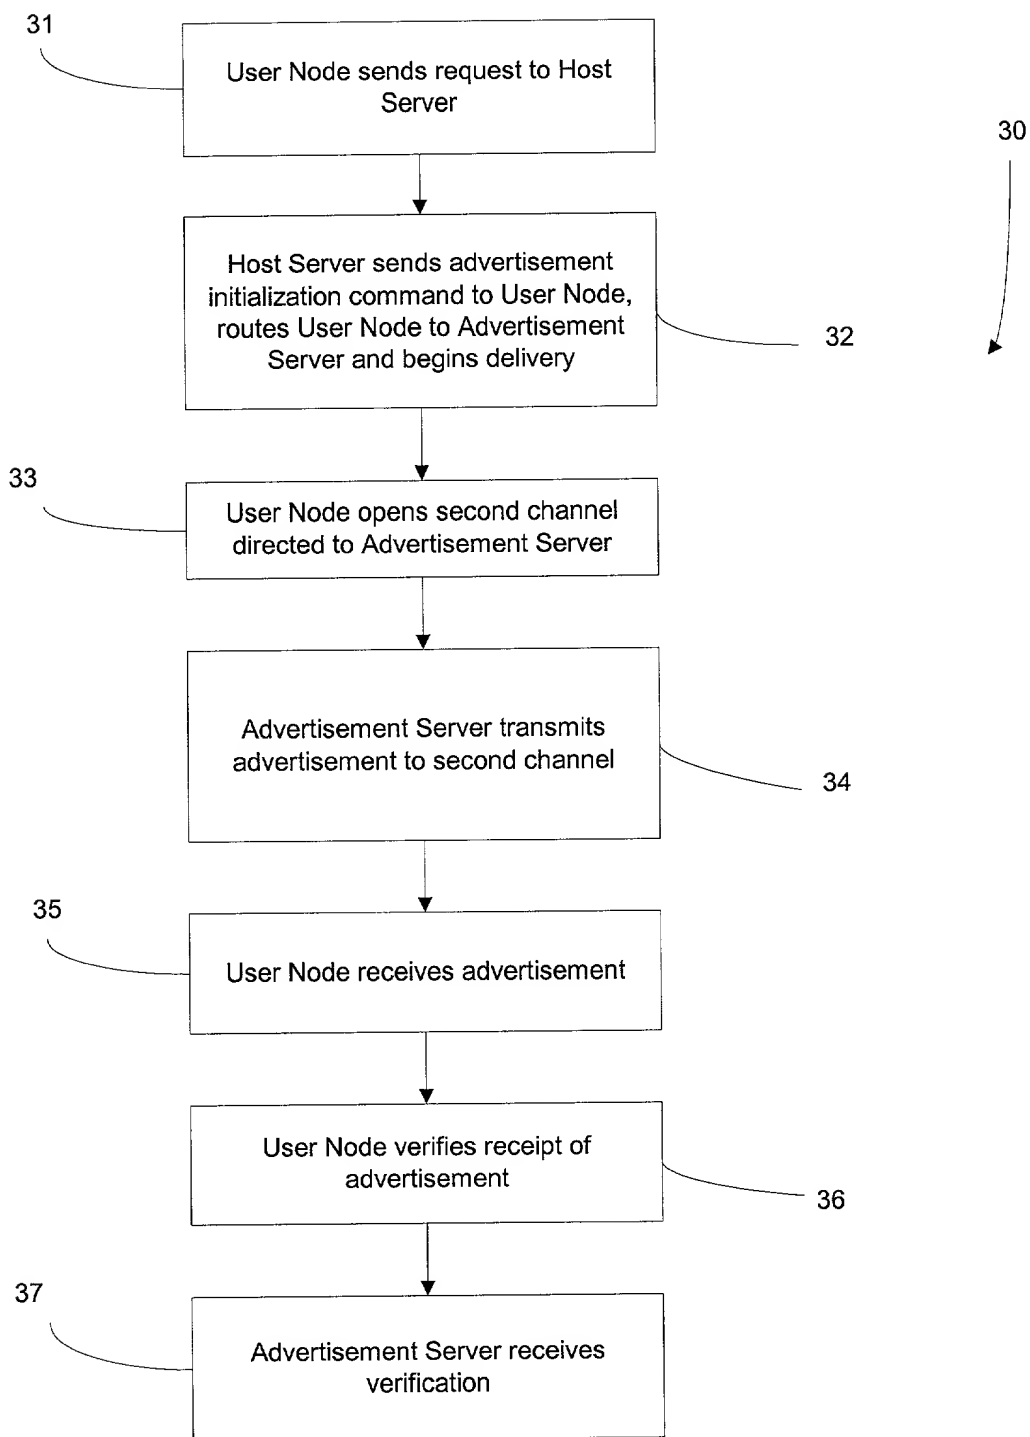 31
User Node sends request to Host
Server
30
Host Server sends advertisement
initialization command to User Node,
routes User Node to Advertisement
Server and begins delivery
32
33
User Node opens second channel
directed to Advertisement Server
Advertisement Server transmits
advertisement to second channel
34
35
User Node receives advertisement
User Node verifies receipt of
advertisement
36
37
Advertisement Server receives
verification